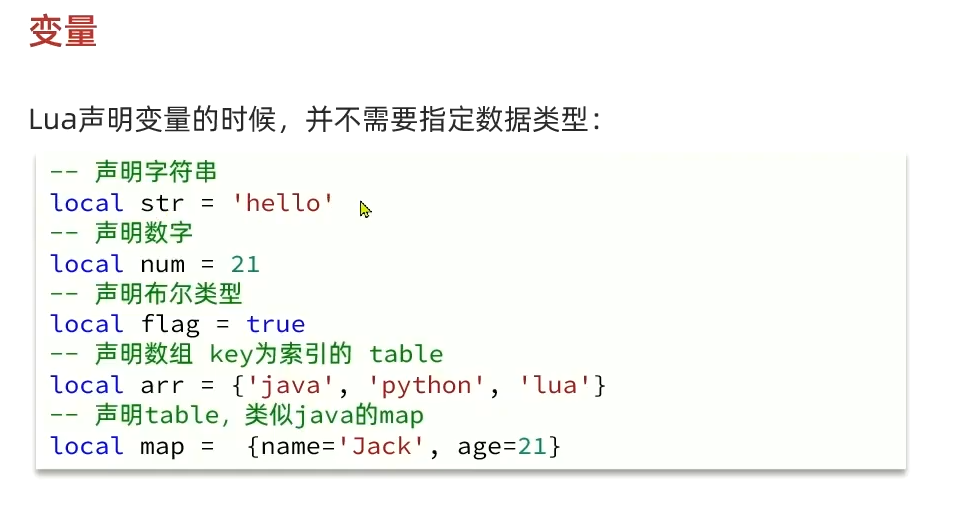 变量
Lua声明变量的时候，并不需要指定数据类型：
-- 声明字符串
local str = 'hello'
-- 声明数字
local num = 21
-- 声明布尔类型
local flag = true
-- 声明数组 key为索引的 table
local arr = {'java', 'python', 'lua'}
-- 声明table，类似java的map
local map =  {name='Jack', age=21}